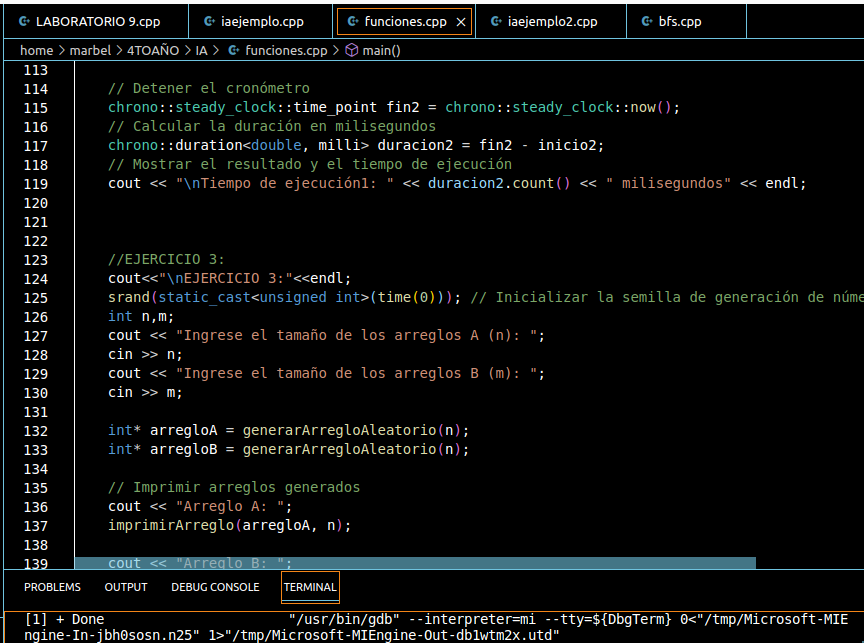 LABORATORIO 9.cpp iaejemplo.cpp funciones.cpp × iaejemplo2.cpp bfs.cpp
home > marbel > 4TOAÑO > IA > funciones.cpp > main()
113
114 // Detener el cronómetro
115 chrono::steady_clock::time_point fin2 = chrono::steady_clock::now();
116 // Calcular la duración en milisegundos
117 chrono::duration<double, milli> duracion2 = fin2 - inicio2;
118 // Mostrar el resultado y el tiempo de ejecución
119 cout << "\nTiempo de ejecución1: " << duracion2.count() << " milisegundos" << endl;
120
121
122
123 //EJERCICIO 3:
124 cout<<"\nEJERCICIO 3:"<<endl;
125 srand(static_cast<unsigned int>(time(0))); // Inicializar la semilla de generación de núme
126 int n,m;
127 cout << "Ingrese el tamaño de los arreglos A (n): ";
128 cin >> n;
129 cout << "Ingrese el tamaño de los arreglos B (m): ";
130 cin >> m;
131
132 int* arregloA = generarArregloAleatorio(n);
133 int* arregloB = generarArregloAleatorio(n);
134
135 // Imprimir arreglos generados
136 cout << "Arreglo A: ";
137 imprimirArreglo(arregloA, n);
138
139 cout << "Arreglo B: ";
PROBLEMS OUTPUT DEBUG CONSOLE TERMINAL
[1] + Done "/usr/bin/gdb" --interpreter=mi --tty=${DbgTerm} 0<"/tmp/Microsoft-MIE
ngine-In-jbh0sosn.n25" 1>"/tmp/Microsoft-MIEngine-Out-db1wtm2x.utd"